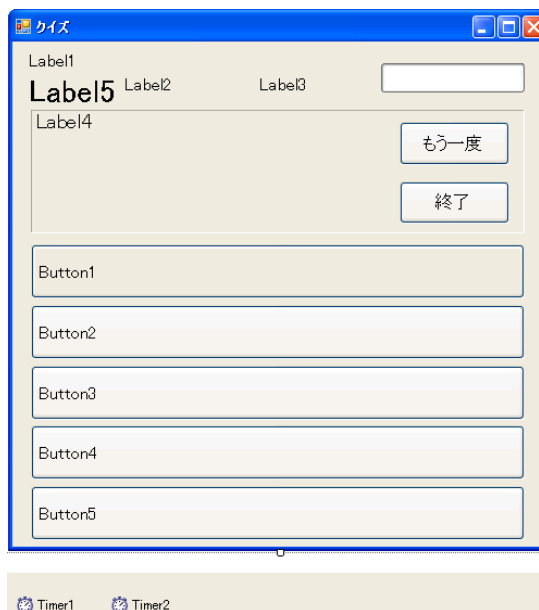 クイズ
Label1
Label5 Label2 Label3
Label4
もう一度
終了
Button1
Button2
Button3
Button4
Button5
Timer1 Timer2